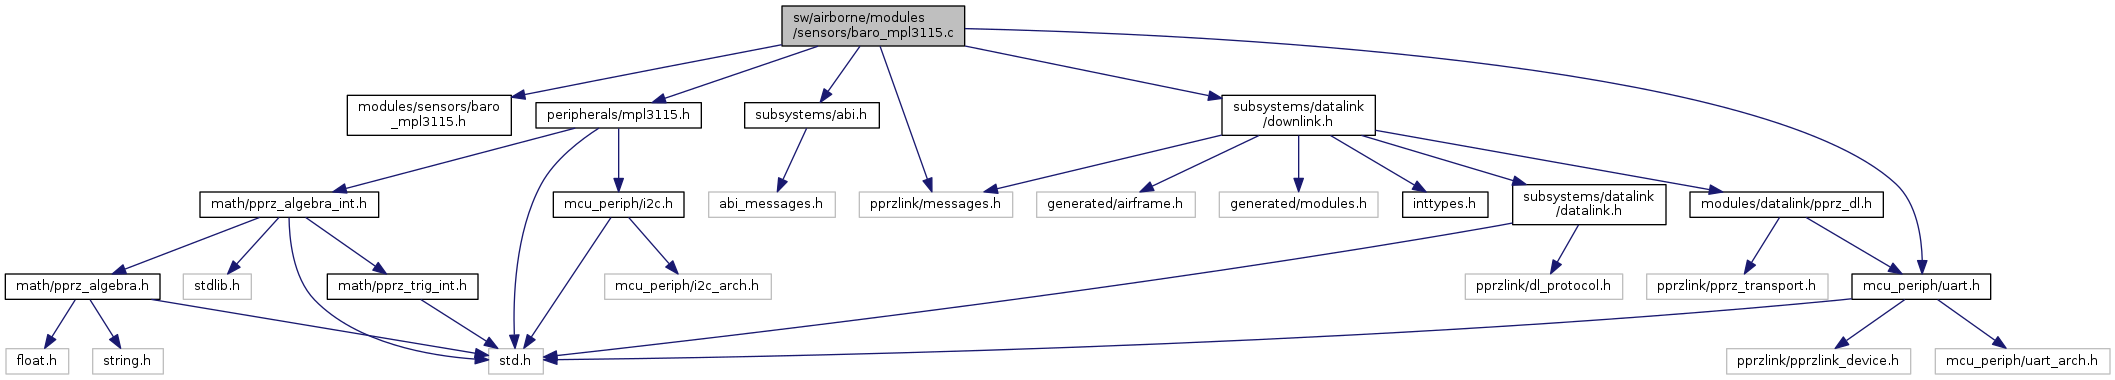 sw/airborne/modules
/sensors/baro_mpl3115.c
modules/sensors/baro
_mpl3115.h
peripherals/mpl3115.h
subsystems/abi.h
subsystems/datalink
/downlink.h
math/pprz_algebra_int.h
mcu_periph/i2c.h
abi_messages.h
pprzlink/messages.h
generated/airframe.h
generated/modules.h
inttypes.h
subsystems/datalink
/datalink.h
modules/datalink/pprz_dl.h
math/pprz_algebra.h
stdlib.h
math/pprz_trig_int.h
mcu_periph/i2c_arch.h
pprzlink/dl_protocol.h
pprzlink/pprz_transport.h
mcu_periph/uart.h
float.h
string.h
std.h
pprzlink/pprzlink_device.h
mcu_periph/uart_arch.h